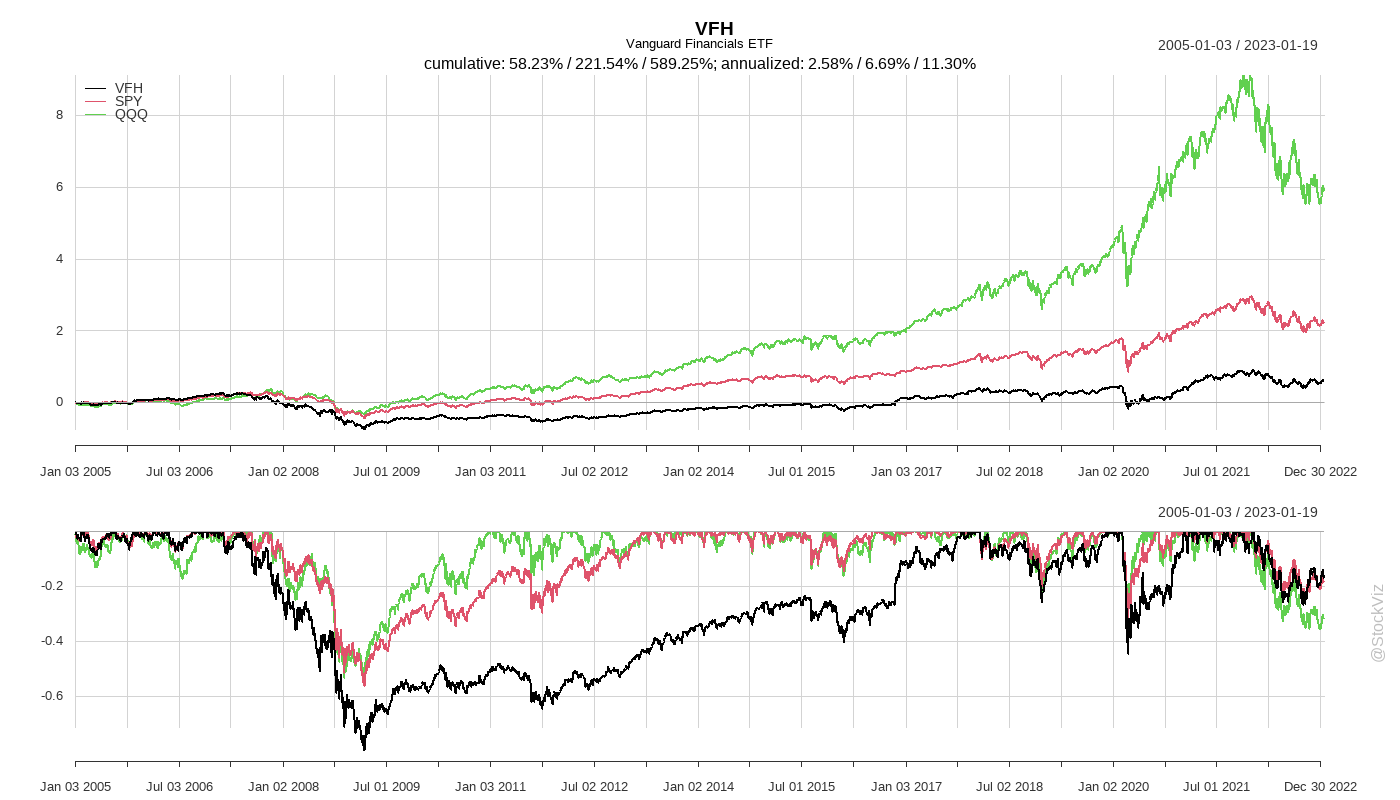 VFH
Vanguard Financials ETF
2005-01-03 / 2023-01-19
cumulative: 58.23% / 221.54% / 589.25%; annualized: 2.58% / 6.69% / 11.30%
VFH
SPY
QQQ
8
6
4
2
0
Jan 03 2005 Jul 03 2006 Jan 02 2008 Jul 01 2009 Jan 03 2011 Jul 02 2012 Jan 02 2014 Jul 01 2015 Jan 03 2017 Jul 02 2018 Jan 02 2020 Jul 01 2021 Dec 30 2022
2005-01-03 / 2023-01-19
-0.2
-0.4
-0.6
Jan 03 2005 Jul 03 2006 Jan 02 2008 Jul 01 2009 Jan 03 2011 Jul 02 2012 Jan 02 2014 Jul 01 2015 Jan 03 2017 Jul 02 2018 Jan 02 2020 Jul 01 2021 Dec 30 2022
@StockViz